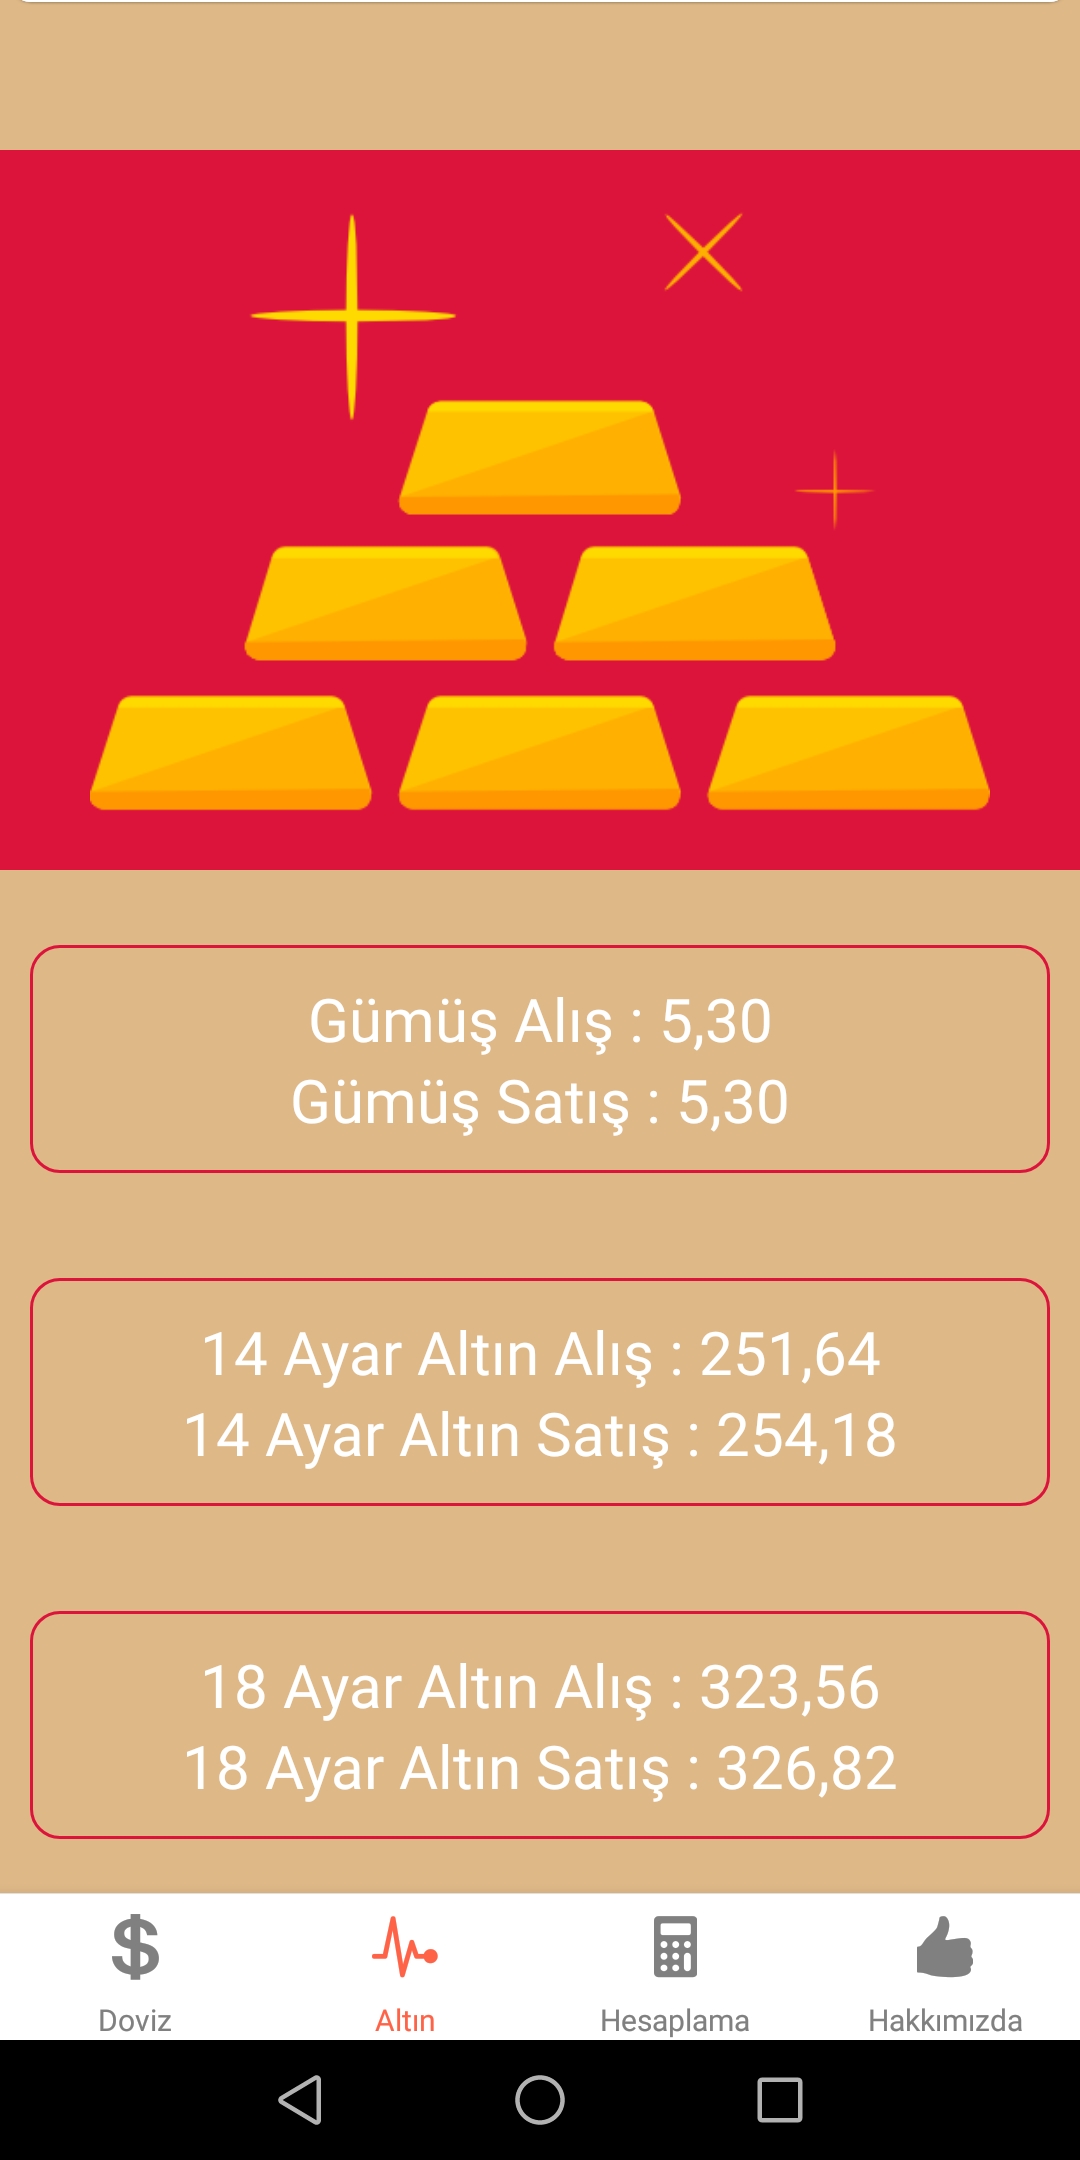 Gümüş Alış : 5,30
Gümüş Satış : 5,30
14 Ayar Altın Alış : 251,64
14 Ayar Altın Satış : 254,18
18 Ayar Altın Alış : 323,56
18 Ayar Altın Satış : 326,82
Doviz
Altın
Hesaplama
Hakkımızda